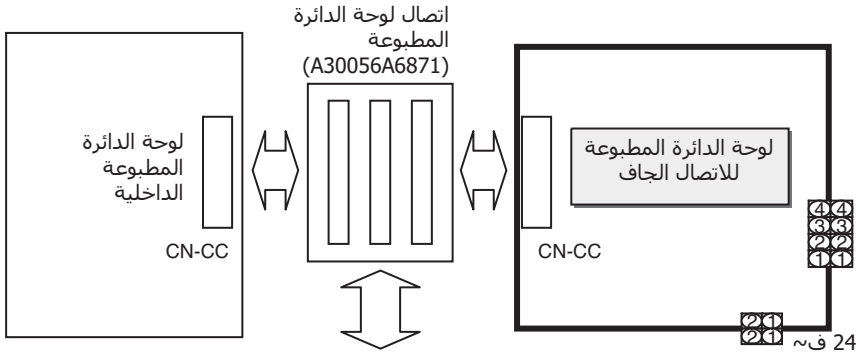 اتصال لوحة الدائرة
المطبوعة
(A30056A6871)
لوحة الدائرة
المطبوعة
الداخلية
CN-CC
لوحة الدائرة المطبوعة
للاتصال الجاف
CN-CC
4 4
3 3
2 2
1 1
2 1
2 1
24 ف~